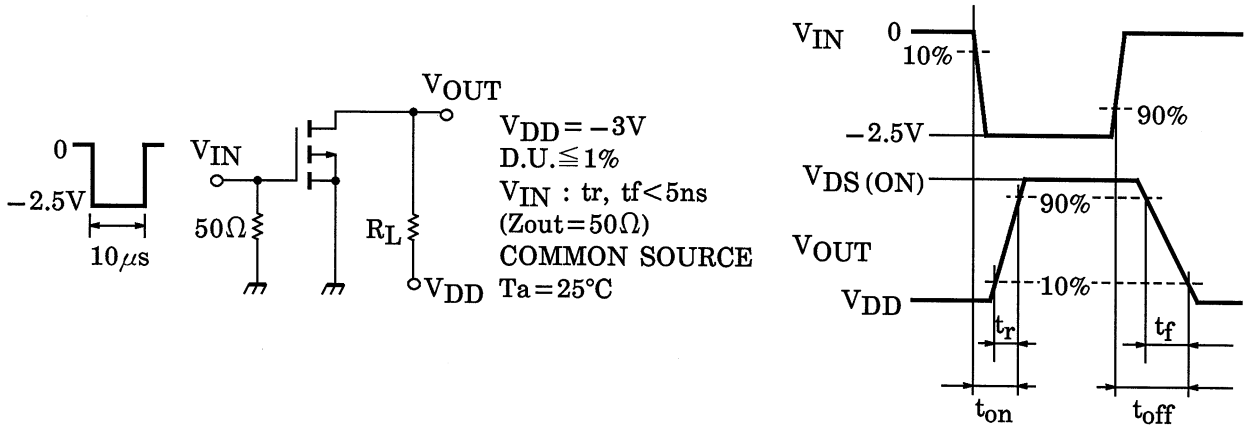 0
−2.5V
10μs
VIN
50Ω
VOUT
RL
VDD
VDD = −3V
D.U. ≦ 1%
VIN : tr, tf < 5ns
(Zout = 50Ω)
COMMON SOURCE
Ta = 25℃
VIN
0
10%
90%
−2.5V
VDS (ON)
90%
VOUT
10%
VDD
tr
tf
ton
toff